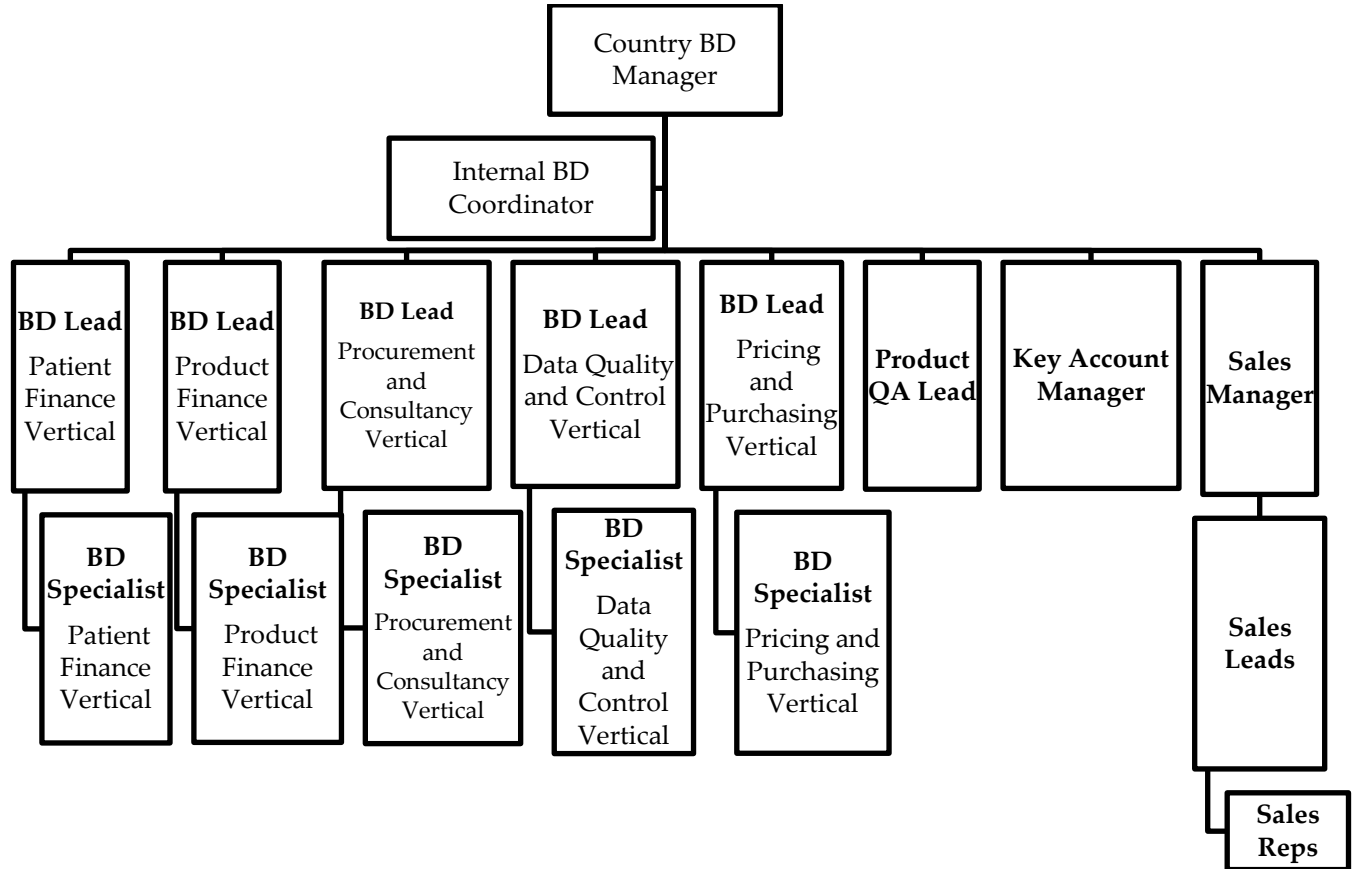 Country BD
Manager
Internal BD
Coordinator
BD Lead
Patient
Finance
Vertical
BD Lead
Product
Finance
Vertical
BD Lead
Procurement
and
Consultancy
Vertical
BD Lead
Data Quality
and Control
Vertical
BD Lead
Pricing
and
Purchasing
Vertical
Product
QA Lead
Key Account
Manager
Sales
Manager
BD
Specialist
Patient
Finance
Vertical
BD
Specialist
Product
Finance
Vertical
BD
Specialist
Procurement
and
Consultancy
Vertical
BD
Specialist
Data
Quality
and
Control
Vertical
BD
Specialist
Pricing and
Purchasing
Vertical
Sales
Leads
Sales
Reps